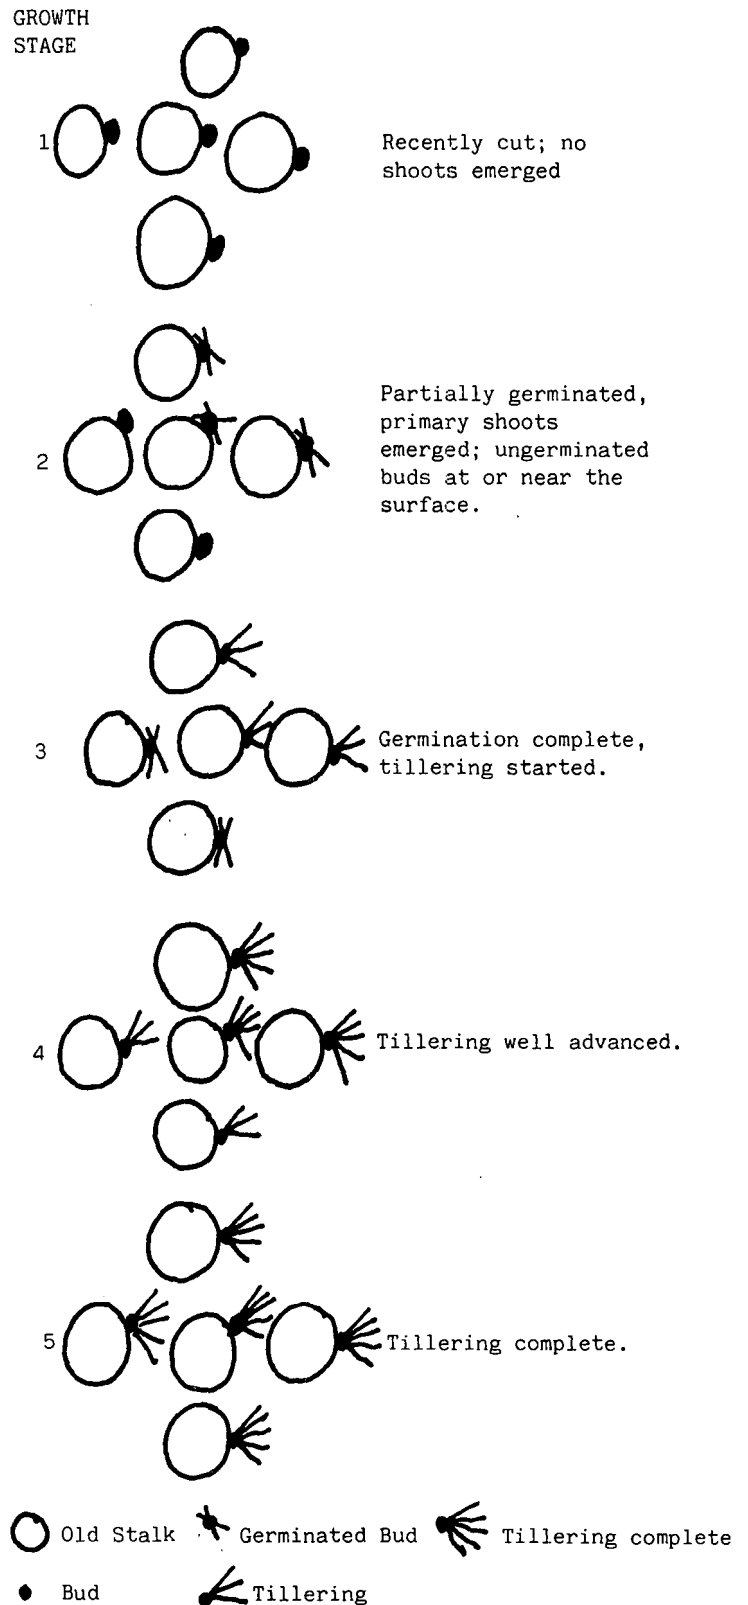 GROWTH
STAGE
1
Recently cut; no
shoots emerged
2
Partially germinated,
primary shoots
emerged; ungerminated
buds at or near the
surface.
3
Germination complete,
tillering started.
4
Tillering well advanced.
5
Tillering complete.
Old Stalk
Germinated Bud
Tillering complete
Bud
Tillering